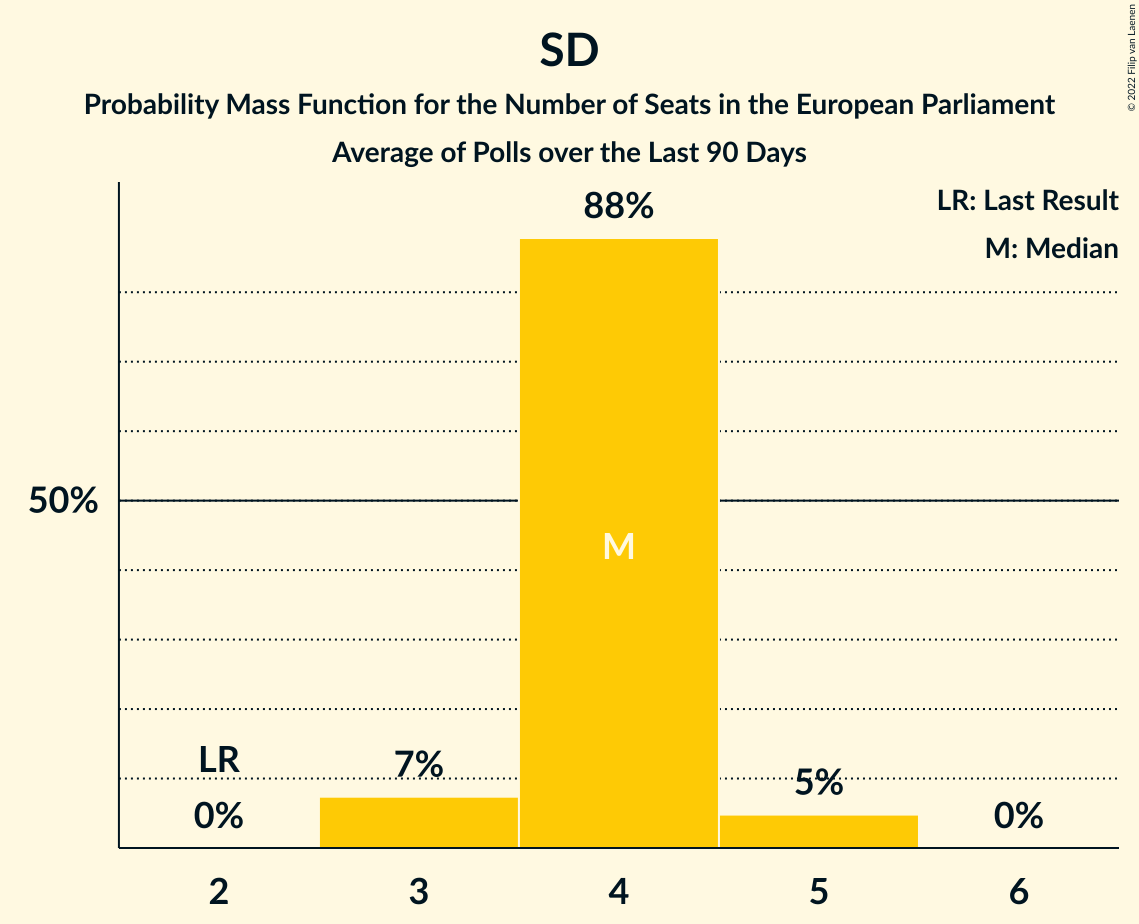 SD
Probability Mass Function for the Number of Seats in the European Parliament
Average of Polls over the Last 90 Days
© 2022 Filip van Laenen
LR: Last Result
M: Median
88%
50%
M
LR
7%
5%
0%
0%
2
3
4
5
6